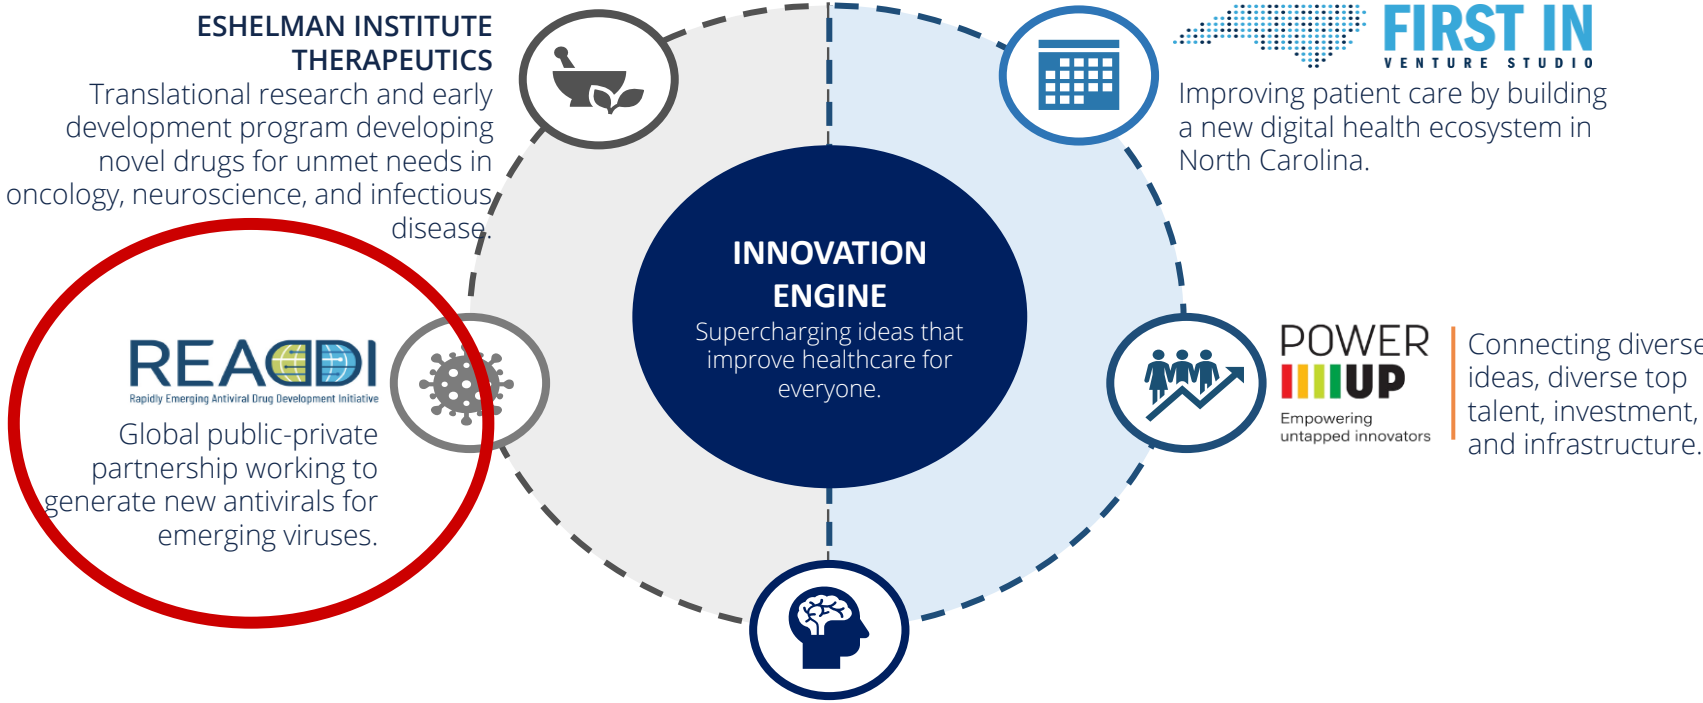 ESHELMAN INSTITUTE
THERAPEUTICS
Translational research and early
development program developing
novel drugs for unmet needs in
oncology, neuroscience, and infectious
disease.
FIRST IN
VENTURE STUDIO
Improving patient care by building
a new digital health ecosystem in
North Carolina.
INNOVATION
ENGINE
Supercharging ideas that
improve healthcare for
everyone.
READDI
Rapidly Emerging Antiviral Drug Development Initiative
Global public-private
partnership working to
generate new antivirals for
emerging viruses.
POWER
UP
Empowering
untapped innovators
Connecting diverse
ideas, diverse top
talent, investment,
and infrastructure.